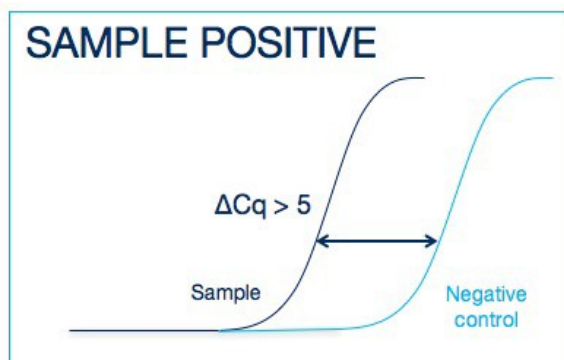 SAMPLE POSITIVE
ΔCq > 5
Sample
Negative
control